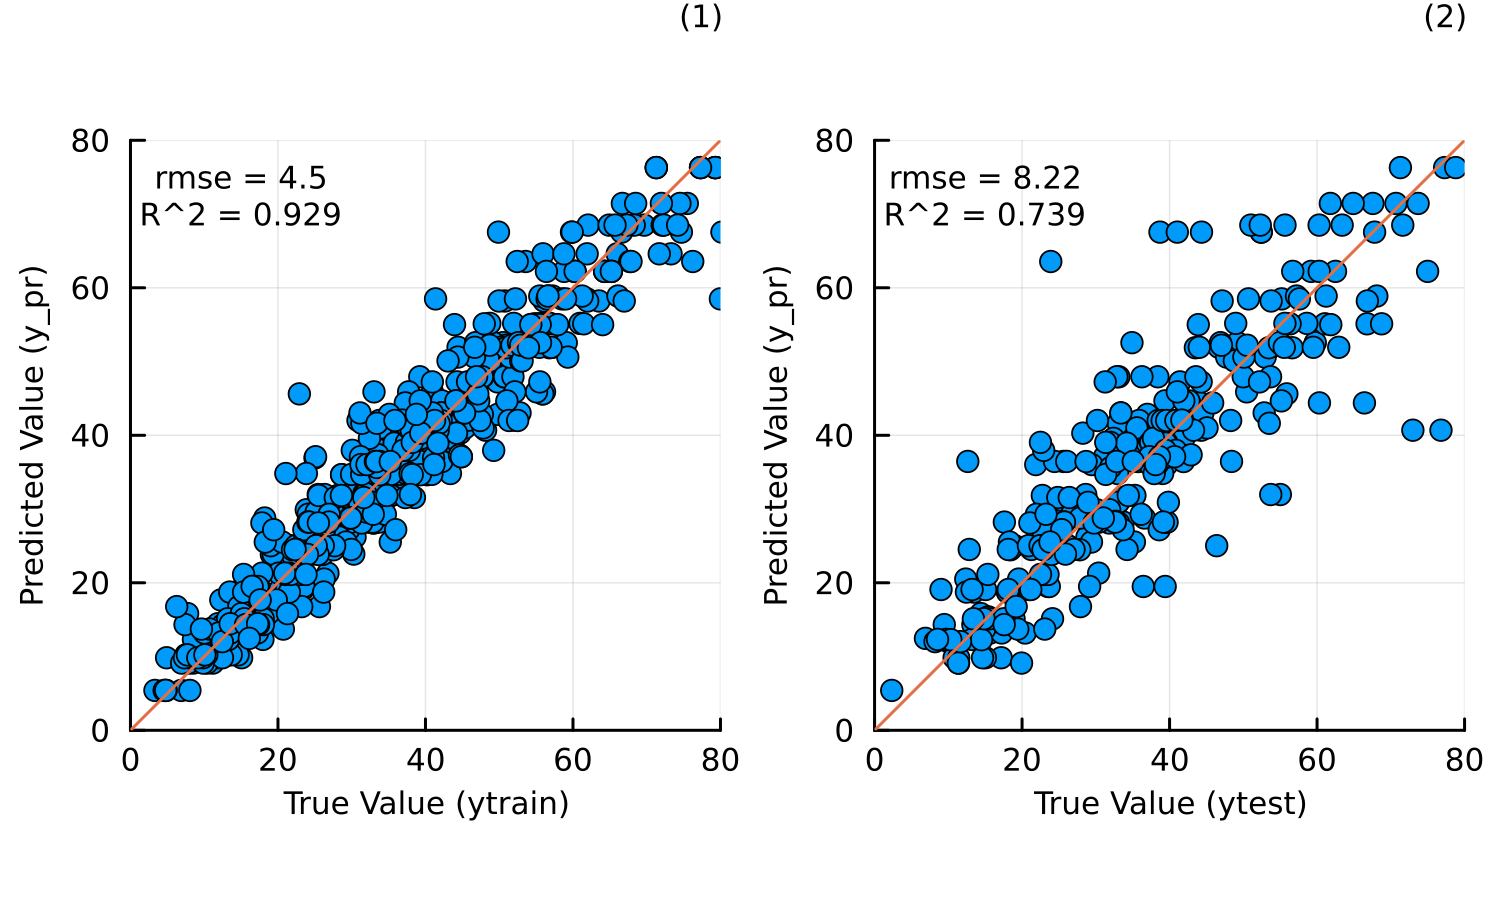 (1)
rmse = 4.5
R^2 = 0.929
80
60
40
20
0
0 20 40 60 80
Predicted Value (y_pr)
True Value (ytrain)
(2)
rmse = 8.22
R^2 = 0.739
80
60
40
20
0
0 20 40 60 80
Predicted Value (y_pr)
True Value (ytest)